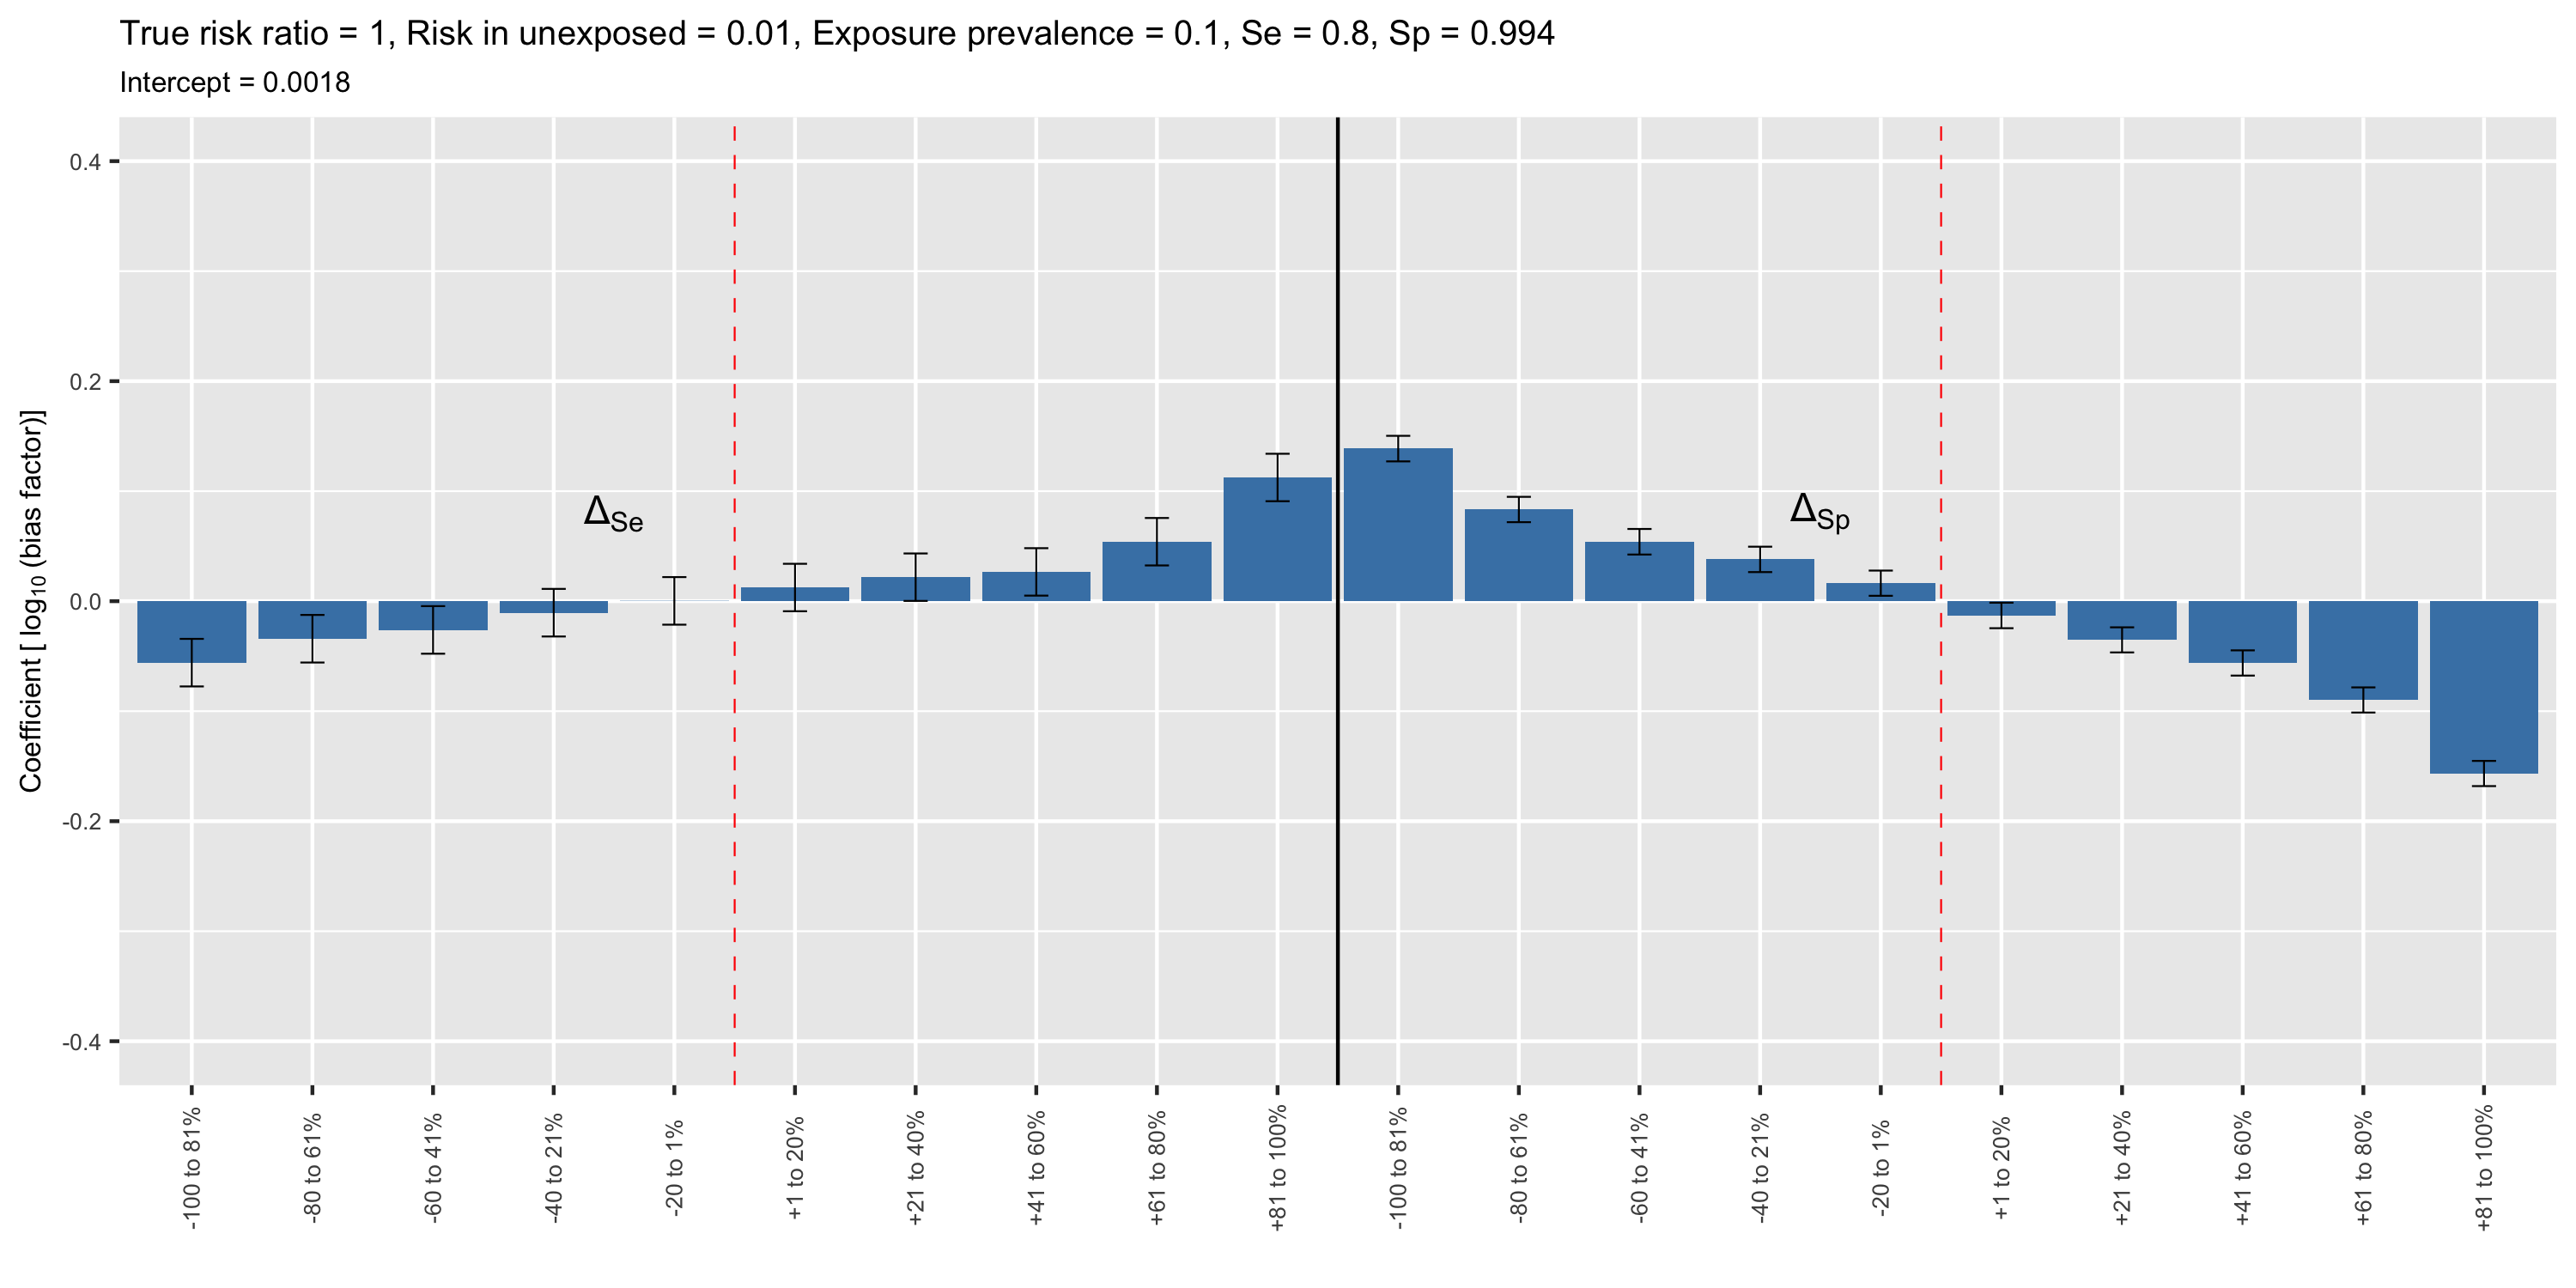 True risk ratio = 1, Risk in unexposed = 0.01, Exposure prevalence = 0.1, Se = 0.8, Sp = 0.994
Intercept = 0.0018
Coefficient [ log10 (bias factor)]
0.4
0.2
0.0
-0.2
-0.4
ΔSe
ΔSp
-100 to 81%
-80 to 61%
-60 to 41%
-40 to 21%
-20 to 1%
+1 to 20%
+21 to 40%
+41 to 60%
+61 to 80%
+81 to 100%
-100 to 81%
-80 to 61%
-60 to 41%
-40 to 21%
-20 to 1%
+1 to 20%
+21 to 40%
+41 to 60%
+61 to 80%
+81 to 100%